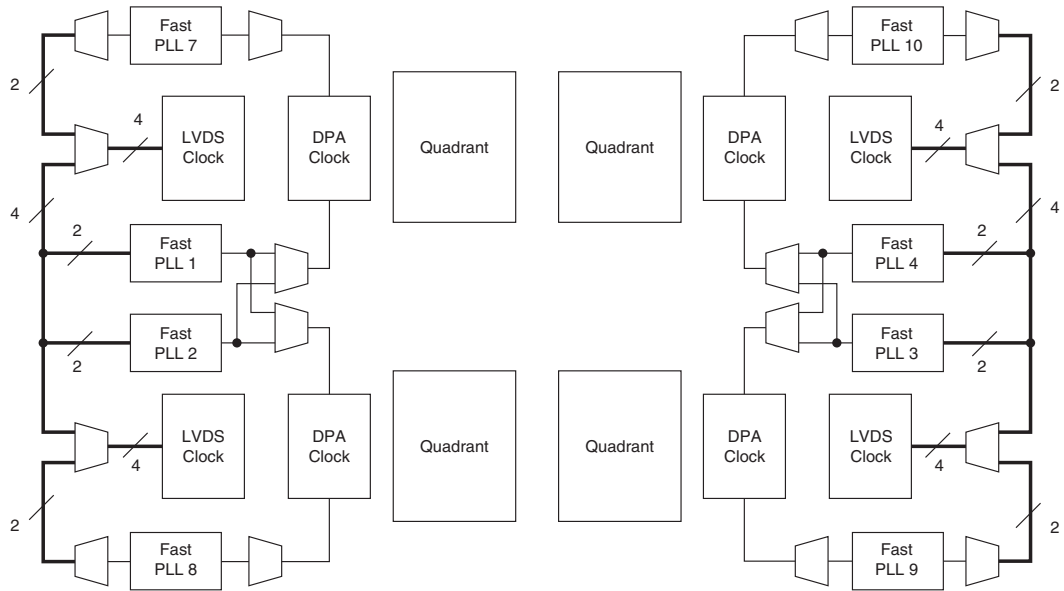 Fast
PLL 7
Fast
PLL 10
2
2
4
4
LVDS
Clock
DPA
Clock
Quadrant
Quadrant
DPA
Clock
LVDS
Clock
4
4
2
Fast
PLL 1
Fast
PLL 4
2
2
Fast
PLL 2
Fast
PLL 3
2
LVDS
Clock
DPA
Clock
Quadrant
Quadrant
DPA
Clock
LVDS
Clock
4
4
2
2
Fast
PLL 8
Fast
PLL 9